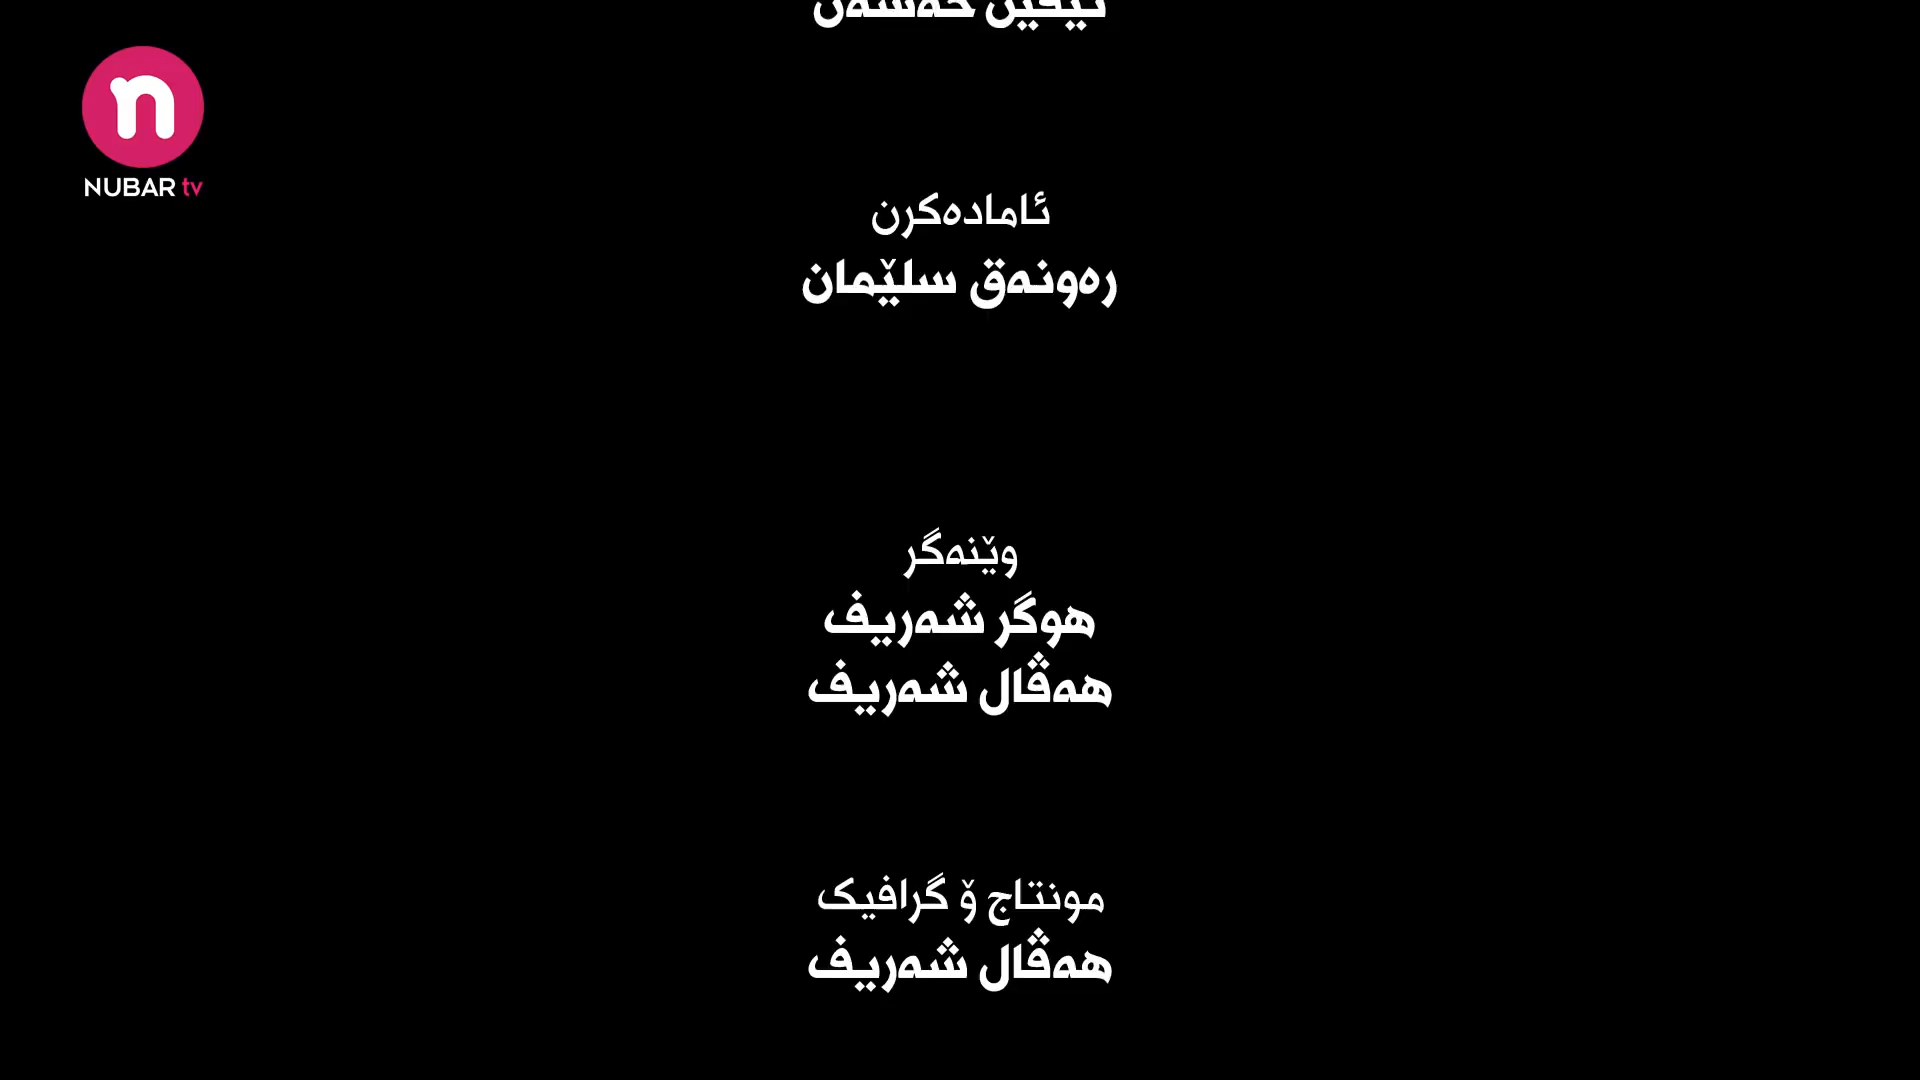 NUBAR tv
ئامادەکرن
رەونەق سلێمان
وێنەگر
هوگر شەریف
هەڤال شەریف
مونتاج ۆ گرافیک
هەڤال شەریف